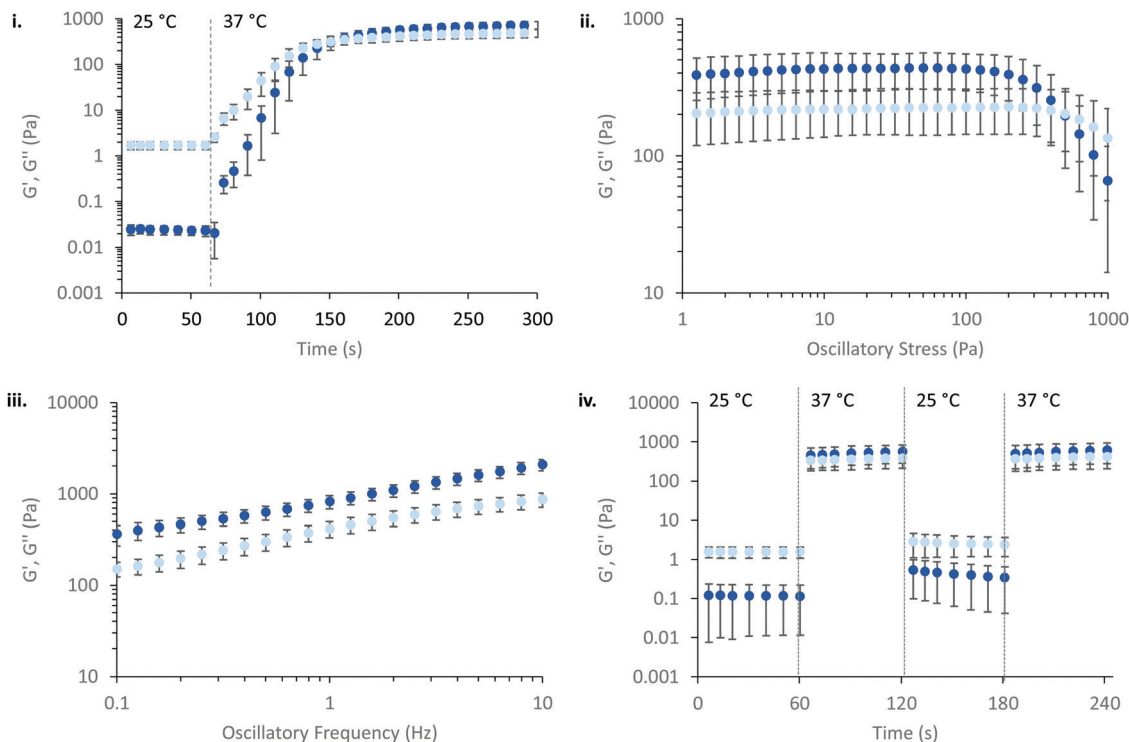 i.
25 °C 37 °C
1000
100
10
1
0.1
0.01
0.001
G', G'' (Pa)
0 50 100 150 200 250 300
Time (s)
ii.
1000
100
10
G', G'' (Pa)
1 10 100 1000
Oscillatory Stress (Pa)
iii.
10000
1000
100
10
G', G'' (Pa)
0.1 1 10
Oscillatory Frequency (Hz)
iv.
25 °C 37 °C 25 °C 37 °C
10000
1000
100
10
1
0.1
0.01
0.001
G', G'' (Pa)
0 60 120 180 240
Time (s)